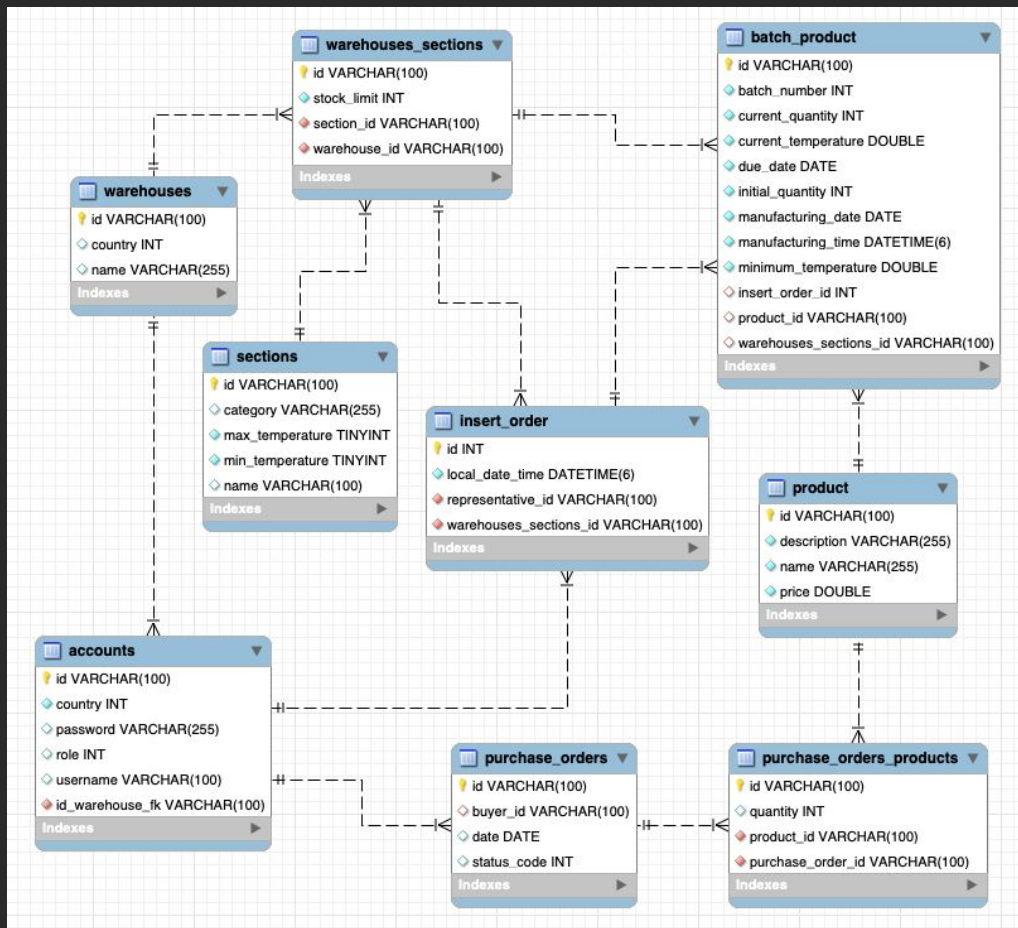 warehouses_sections
id VARCHAR(100)
stock_limit INT
section_id VARCHAR(100)
warehouse_id VARCHAR(100)
Indexes
batch_product
id VARCHAR(100)
batch_number INT
current_quantity INT
current_temperature DOUBLE
due_date DATE
initial_quantity INT
manufacturing_date DATE
manufacturing_time DATETIME(6)
minimum_temperature DOUBLE
insert_order_id INT
product_id VARCHAR(100)
warehouses_sections_id VARCHAR(100)
Indexes
warehouses
id VARCHAR(100)
country INT
name VARCHAR(255)
Indexes
sections
id VARCHAR(100)
category VARCHAR(255)
max_temperature TINYINT
min_temperature TINYINT
name VARCHAR(100)
Indexes
insert_order
id INT
local_date_time DATETIME(6)
representative_id VARCHAR(100)
warehouses_sections_id VARCHAR(100)
Indexes
product
id VARCHAR(100)
description VARCHAR(255)
name VARCHAR(255)
price DOUBLE
Indexes
accounts
id VARCHAR(100)
country INT
password VARCHAR(255)
role INT
username VARCHAR(100)
id_warehouse_fk VARCHAR(100)
Indexes
purchase_orders
id VARCHAR(100)
buyer_id VARCHAR(100)
date DATE
status_code INT
Indexes
purchase_orders_products
id VARCHAR(100)
quantity INT
product_id VARCHAR(100)
purchase_order_id VARCHAR(100)
Indexes